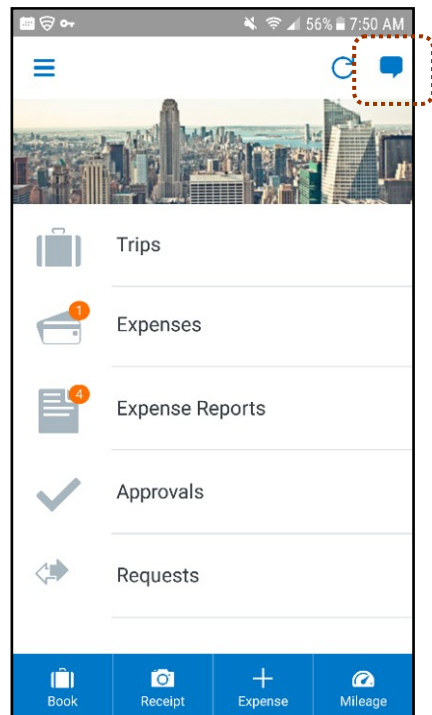 56% 7:50 AM
Trips
1
Expenses
4
Expense Reports
Approvals
Requests
Book Receipt Expense Mileage